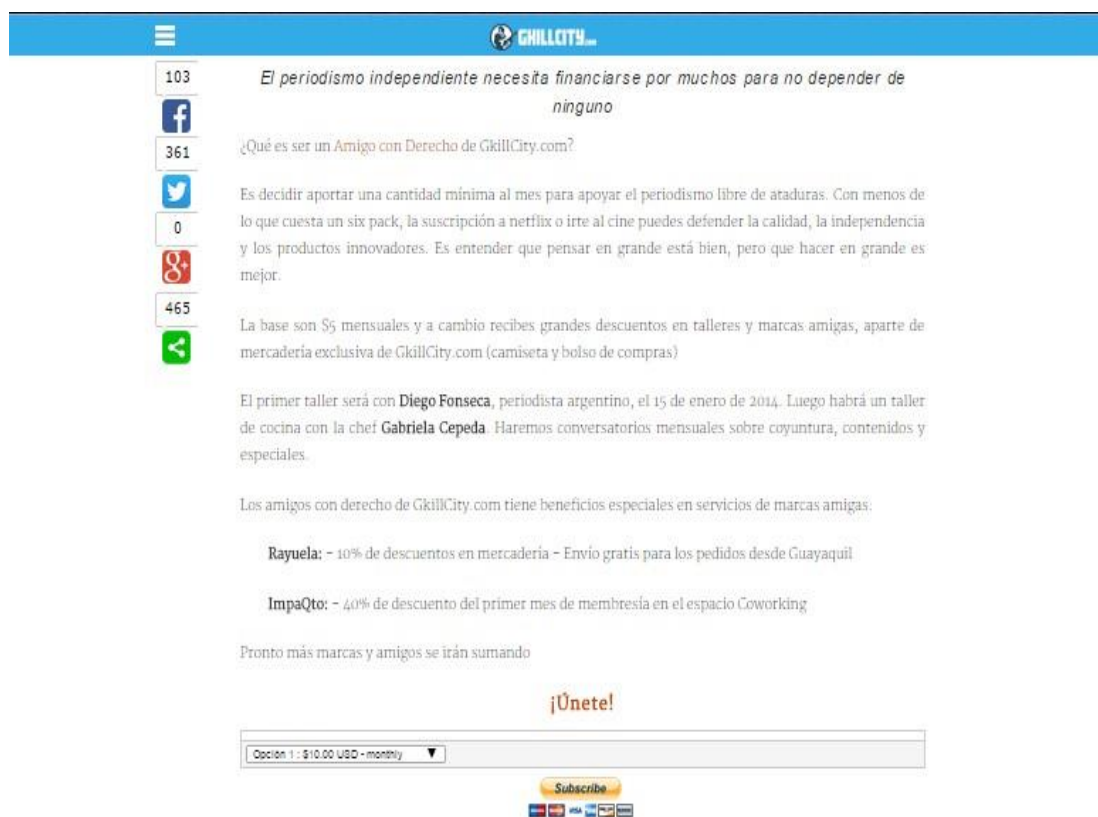 GKILLCITY.com
103
361
0
465
El periodismo independiente necesita financiarse por muchos para no depender de
ninguno
¿Qué es ser un Amigo con Derecho de GkillCity.com?
Es decidir aportar una cantidad mínima al mes para apoyar el periodismo libre de ataduras. Con menos de
lo que cuesta un six pack, la suscripción a netflix o irte al cine puedes defender la calidad, la independencia
y los productos innovadores. Es entender que pensar en grande está bien, pero que hacer en grande es
mejor.
La base son $5 mensuales y a cambio recibes grandes descuentos en talleres y marcas amigas, aparte de
mercadería exclusiva de GkillCity.com (camiseta y bolso de compras)
El primer taller será con Diego Fonseca, periodista argentino, el 15 de enero de 2014. Luego habrá un taller
de cocina con la chef Gabriela Cepeda. Haremos conversatorios mensuales sobre coyuntura, contenidos y
especiales.
Los amigos con derecho de GkillCity.com tiene beneficios especiales en servicios de marcas amigas:
Rayuela: – 10% de descuentos en mercadería – Envío gratis para los pedidos desde Guayaquil
ImpaQto: – 40% de descuento del primer mes de membresía en el espacio Coworking
Pronto más marcas y amigos se irán sumando
¡Únete!
Opción 1 : $10.00 USD - monthly
Subscribe
VISA